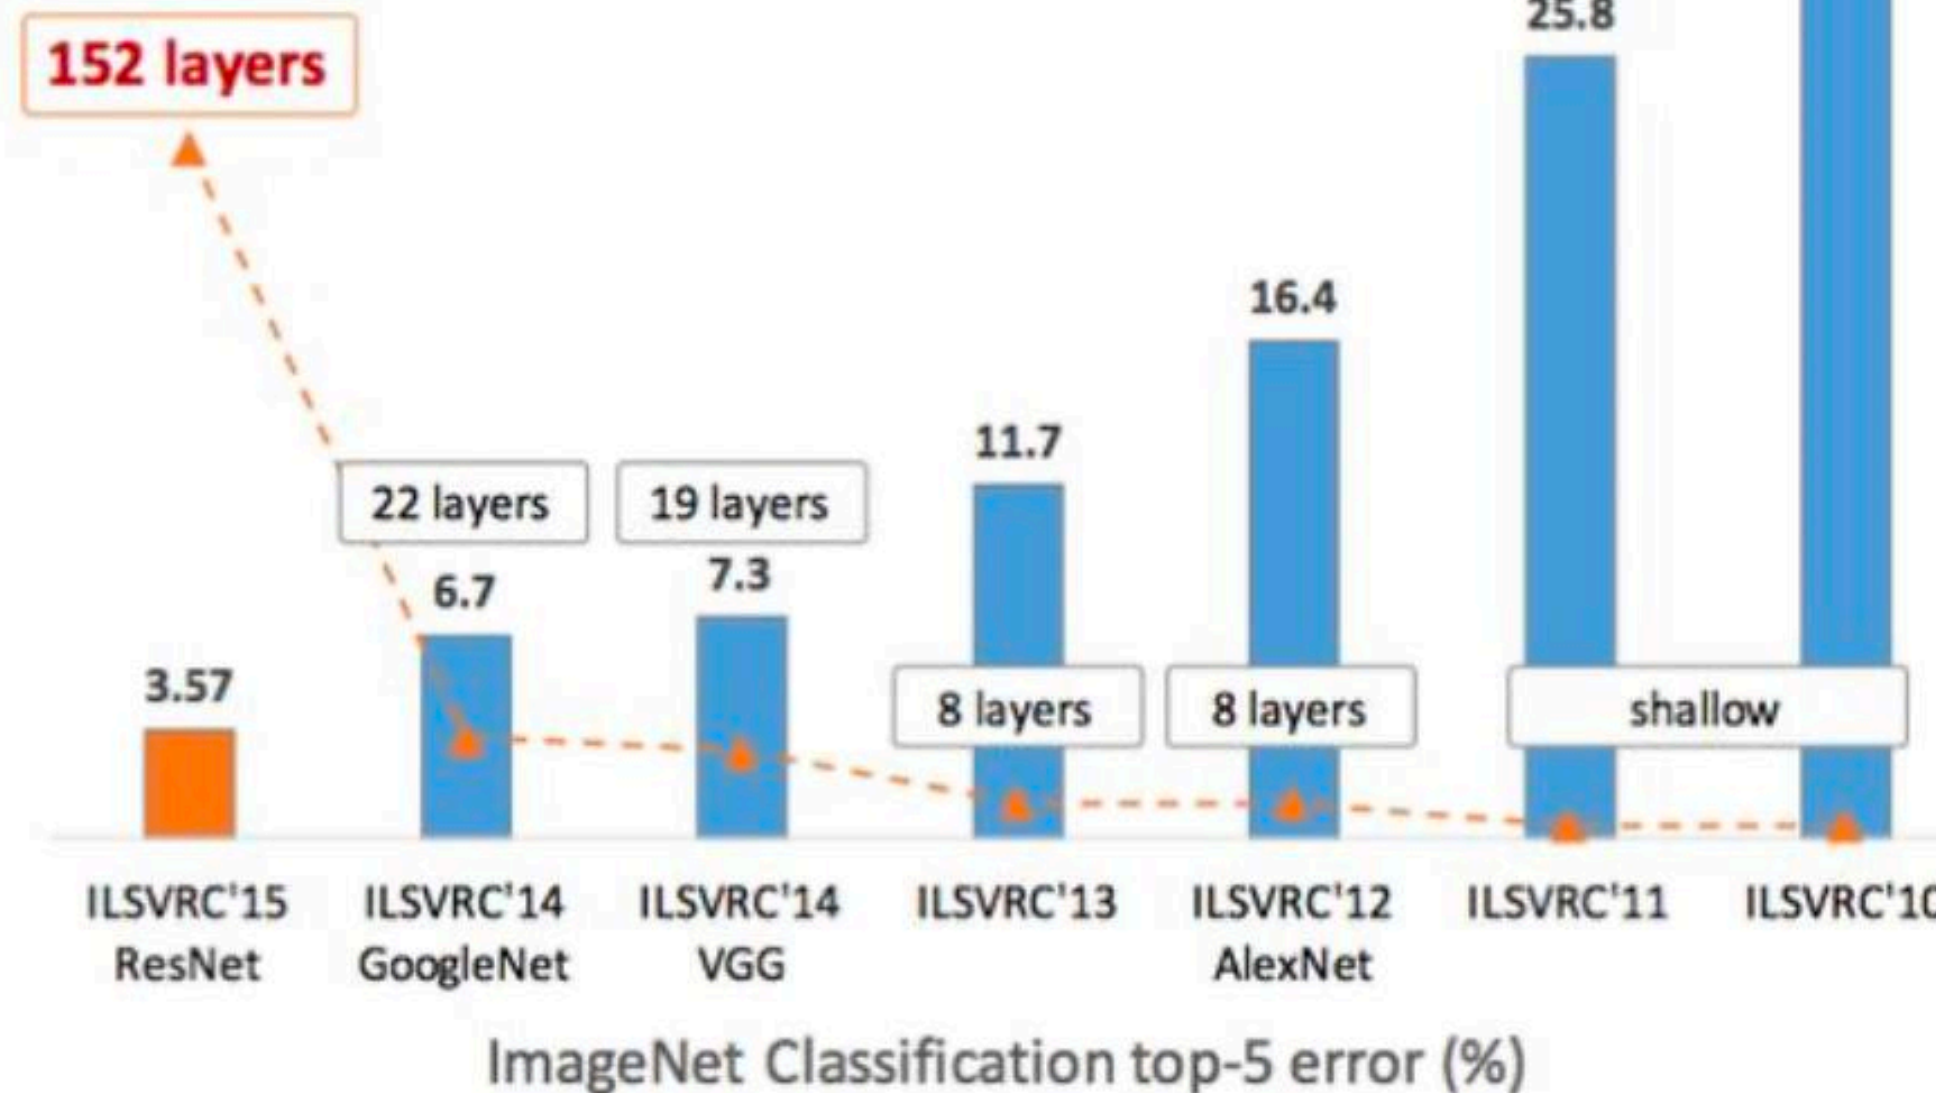 25.8
152 layers
16.4
11.7
22 layers
19 layers
6.7
7.3
3.57
8 layers
8 layers
shallow
ILSVRC'15
ResNet
ILSVRC'14
GoogleNet
ILSVRC'14
VGG
ILSVRC'13
ILSVRC'12
AlexNet
ILSVRC'11
ILSVRC'10
ImageNet Classification top-5 error (%)